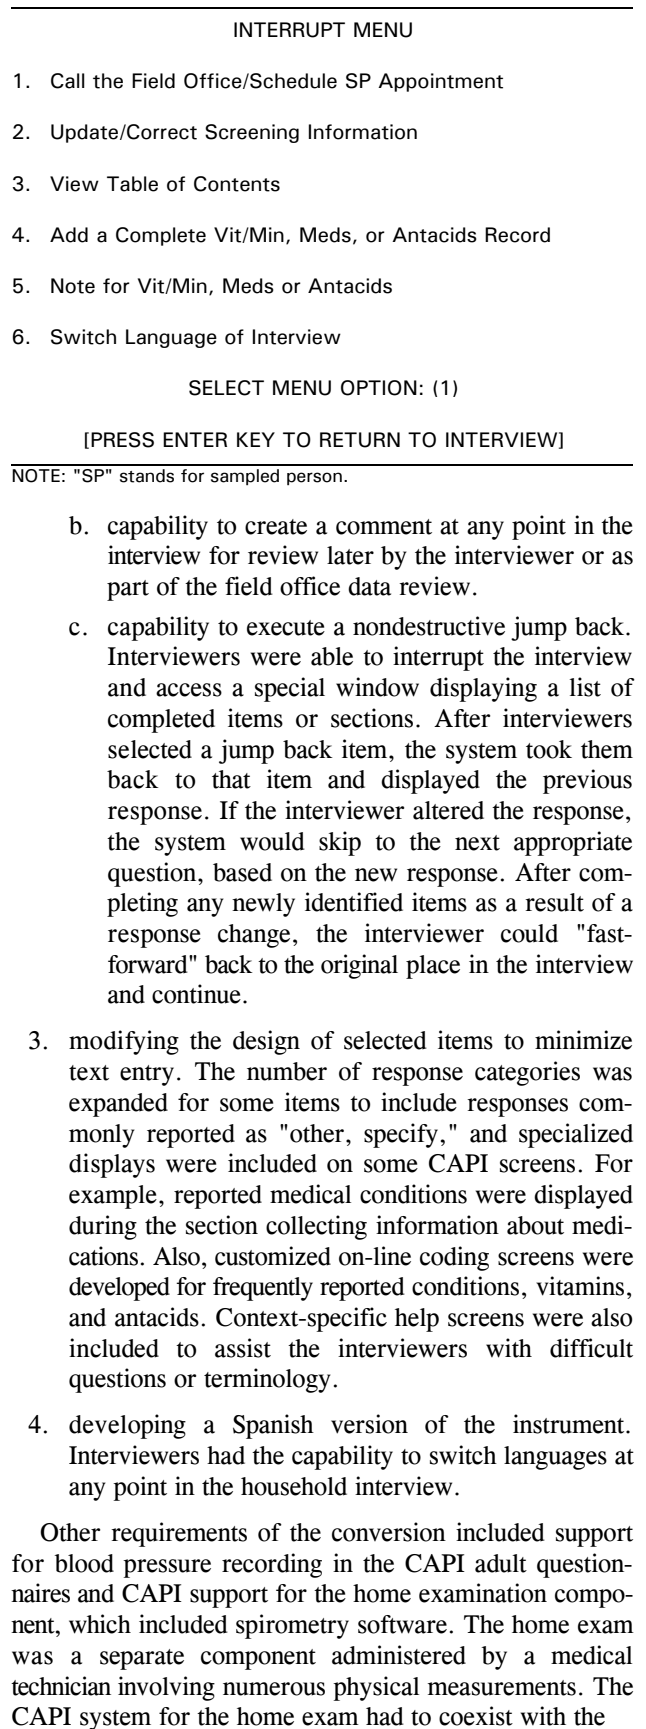 INTERRUPT MENU
1. Call the Field Office/Schedule SP Appointment
2. Update/Correct Screening Information
3. View Table of Contents
4. Add a Complete Vit/Min, Meds, or Antacids Record
5. Note for Vit/Min, Meds or Antacids
6. Switch Language of Interview
SELECT MENU OPTION: (1)
[PRESS ENTER KEY TO RETURN TO INTERVIEW]
NOTE: "SP" stands for sampled person.
b. capability to create a comment at any point in the
interview for review later by the interviewer or as
part of the field office data review.
c. capability to execute a nondestructive jump back.
Interviewers were able to interrupt the interview
and access a special window displaying a list of
completed items or sections. After interviewers
selected a jump back item, the system took them
back to that item and displayed the previous
response. If the interviewer altered the response,
the system would skip to the next appropriate
question, based on the new response. After com-
pleting any newly identified items as a result of a
response change, the interviewer could "fast-
forward" back to the original place in the interview
and continue.
3. modifying the design of selected items to minimize
text entry. The number of response categories was
expanded for some items to include responses com-
monly reported as "other, specify," and specialized
displays were included on some CAPI screens. For
example, reported medical conditions were displayed
during the section collecting information about medi-
cations. Also, customized on-line coding screens were
developed for frequently reported conditions, vitamins,
and antacids. Context-specific help screens were also
included to assist the interviewers with difficult
questions or terminology.
4. developing a Spanish version of the instrument.
Interviewers had the capability to switch languages at
any point in the household interview.
Other requirements of the conversion included support
for blood pressure recording in the CAPI adult question-
naires and CAPI support for the home examination compo-
nent, which included spirometry software. The home exam
was a separate component administered by a medical
technician involving numerous physical measurements. The
CAPI system for the home exam had to coexist with the